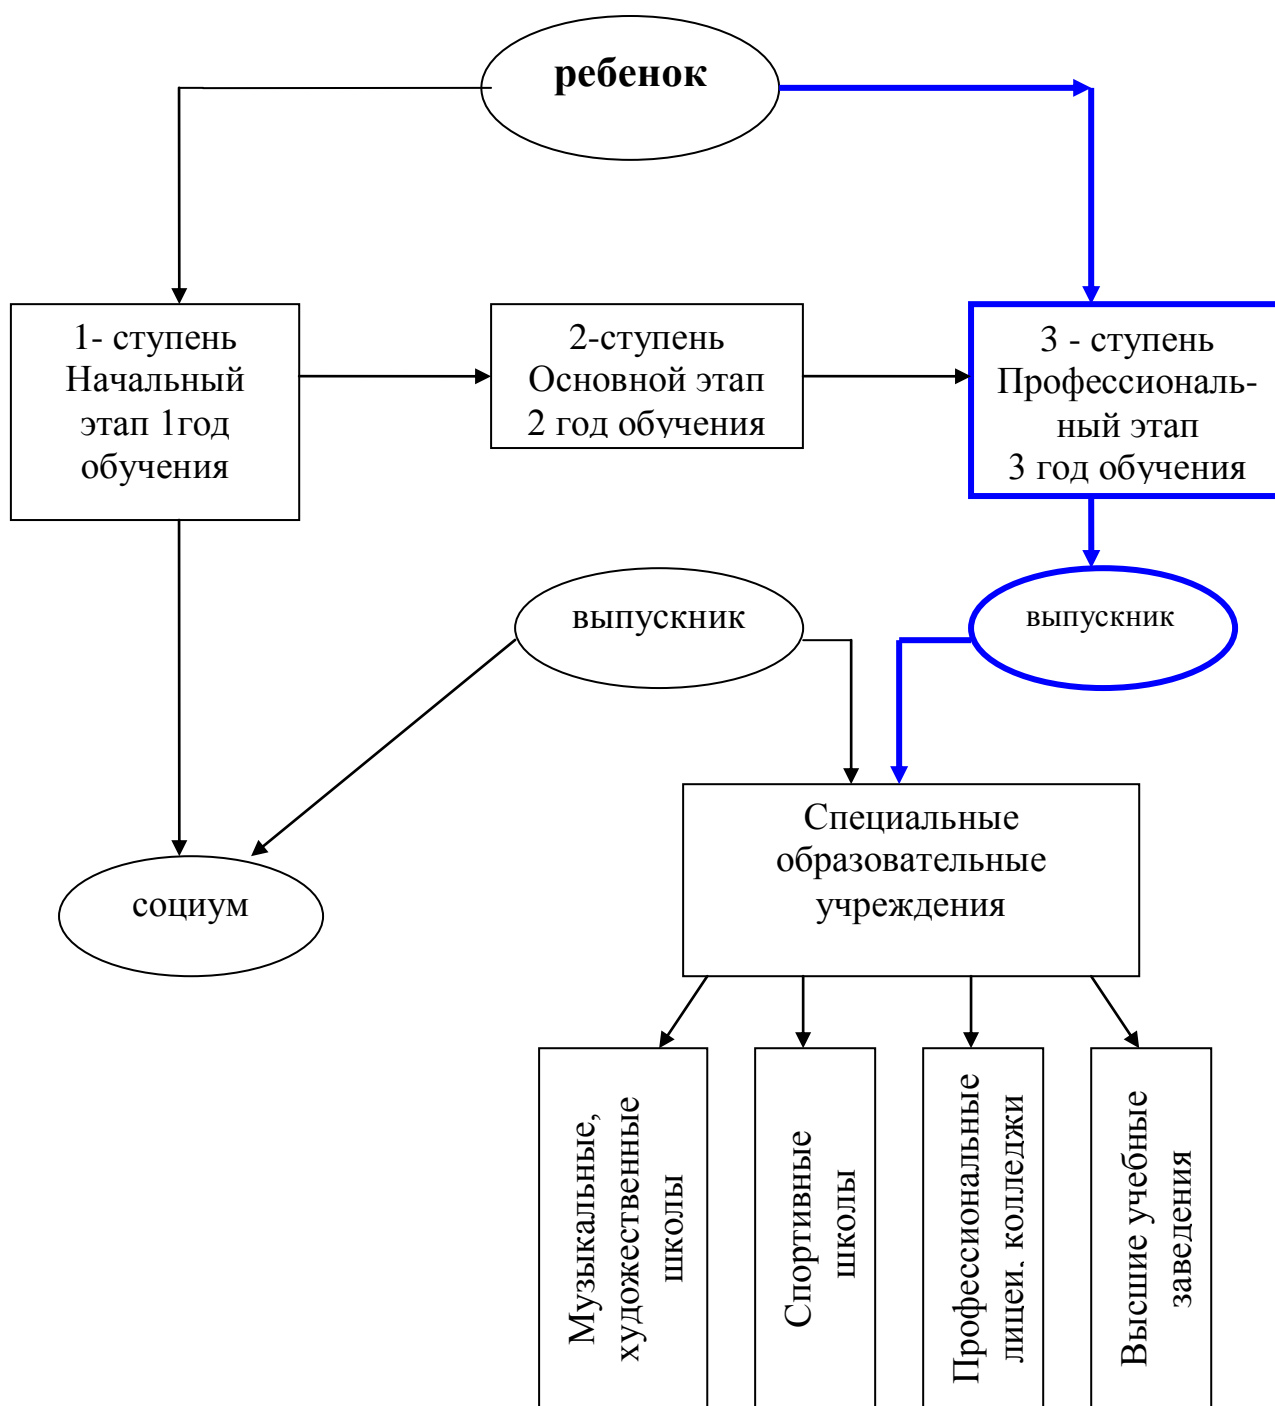 ребенок
1- ступень
Начальный
этап 1год
обучения
2-ступень
Основной этап
2 год обучения
3 - ступень
Профессиональ-
ный этап
3 год обучения
выпускник
выпускник
социум
Специальные
образовательные
учреждения
Музыкальные,
художественные
школы
Спортивные
школы
Профессиональные
лицеи, колледжи
Высшие учебные
заведения